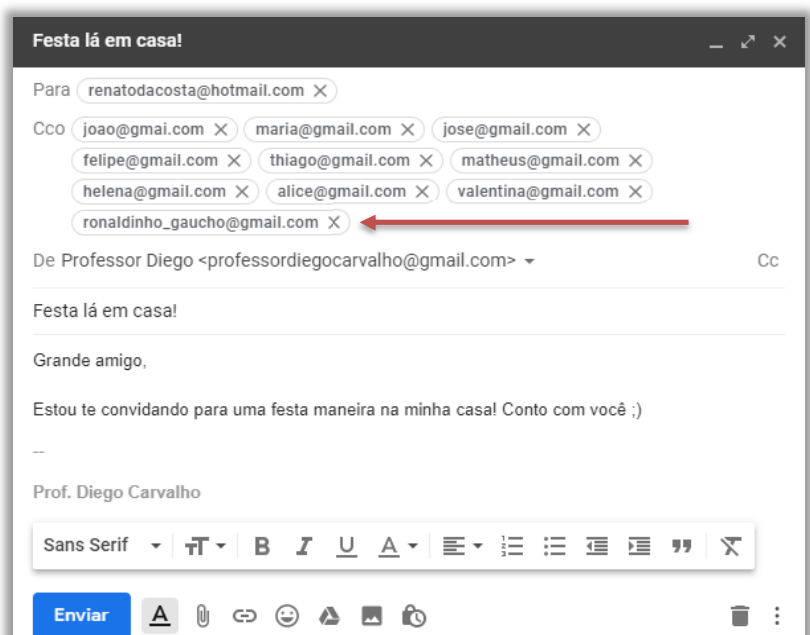 Festa lá em casa!
Para renatodacosta@hotmail.com
Cco joao@gmai.com maria@gmail.com jose@gmail.com
felipe@gmail.com thiago@gmail.com matheus@gmail.com
helena@gmail.com alice@gmail.com valentina@gmail.com
ronaldinho_gaucho@gmail.com
De Professor Diego <professordiegocarvalho@gmail.com> Cc
Festa lá em casa!
Grande amigo,
Estou te convidando para uma festa maneira na minha casa! Conto com você ;)
--
Prof. Diego Carvalho
Sans Serif B I U A
Enviar A